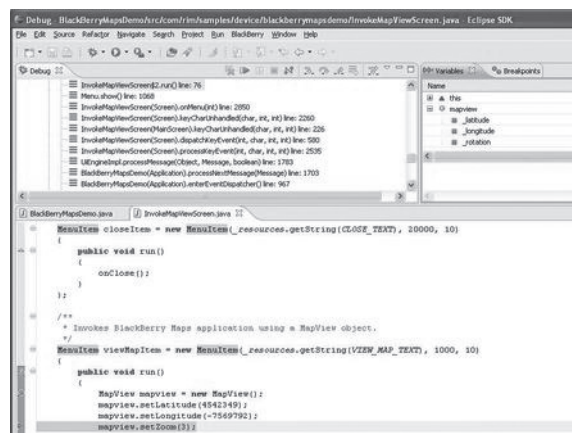 Debug - BlackBerryMapsDemo/src/com/rim/samples/device/blackberrymapsdemo/InvokeMapViewScreen.java - Eclipse SDK
File Edit Source Refactor Navigate Search Project Run BlackBerry Window Help
Debug
InvokeMapViewScreen$2.run() line: 76
Menu.show() line: 1068
InvokeMapViewScreen(Screen).onMenu(int) line: 2850
InvokeMapViewScreen(Screen).keyCharUnhandled(char, int, int) line: 2260
InvokeMapViewScreen(MainScreen).keyCharUnhandled(char, int, int) line: 226
InvokeMapViewScreen(Screen).dispatchKeyEvent(int, char, int, int) line: 580
InvokeMapViewScreen(Screen).processKeyEvent(int, char, int, int) line: 2535
UiEngineImpl.processMessage(Object, Message, boolean) line: 1783
BlackBerryMapsDemo(Application).processNextMessage(Message) line: 1703
BlackBerryMapsDemo(Application).enterEventDispatcher() line: 967
Variables Breakpoints
Name
this
mapview
_latitude
_longitude
_rotation
BlackBerryMapsDemo.java InvokeMapViewScreen.java
MenuItem closeItem = new MenuItem(_resources.getString(CLOSE_TEXT), 20000, 10)
{
public void run()
{
onClose();
}
};
/**
* Invokes BlackBerry Maps application using a MapView object.
*/
MenuItem viewMapItem = new MenuItem(_resources.getString(VIEW_MAP_TEXT), 1000, 10)
{
public void run()
{
MapView mapview = new MapView();
mapview.setLatitude(4542349);
mapview.setLongitude(-7569792);
mapview.setZoom(3);